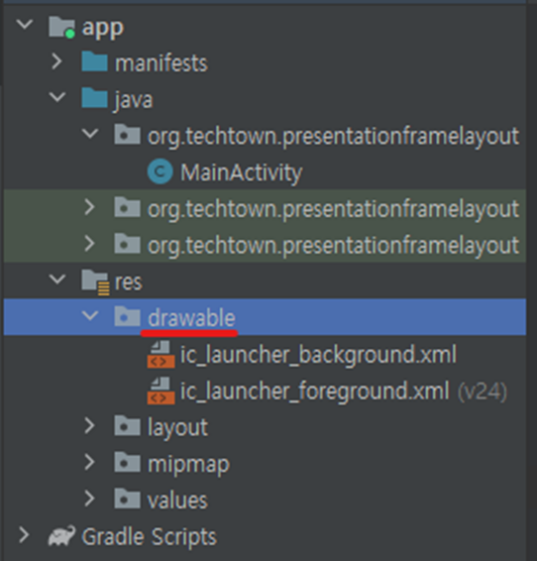 app
manifests
java
org.techtown.presentationframelayout
C MainActivity
org.techtown.presentationframelayout
org.techtown.presentationframelayout
res
drawable
ic_launcher_background.xml
ic_launcher_foreground.xml (v24)
layout
mipmap
values
Gradle Scripts